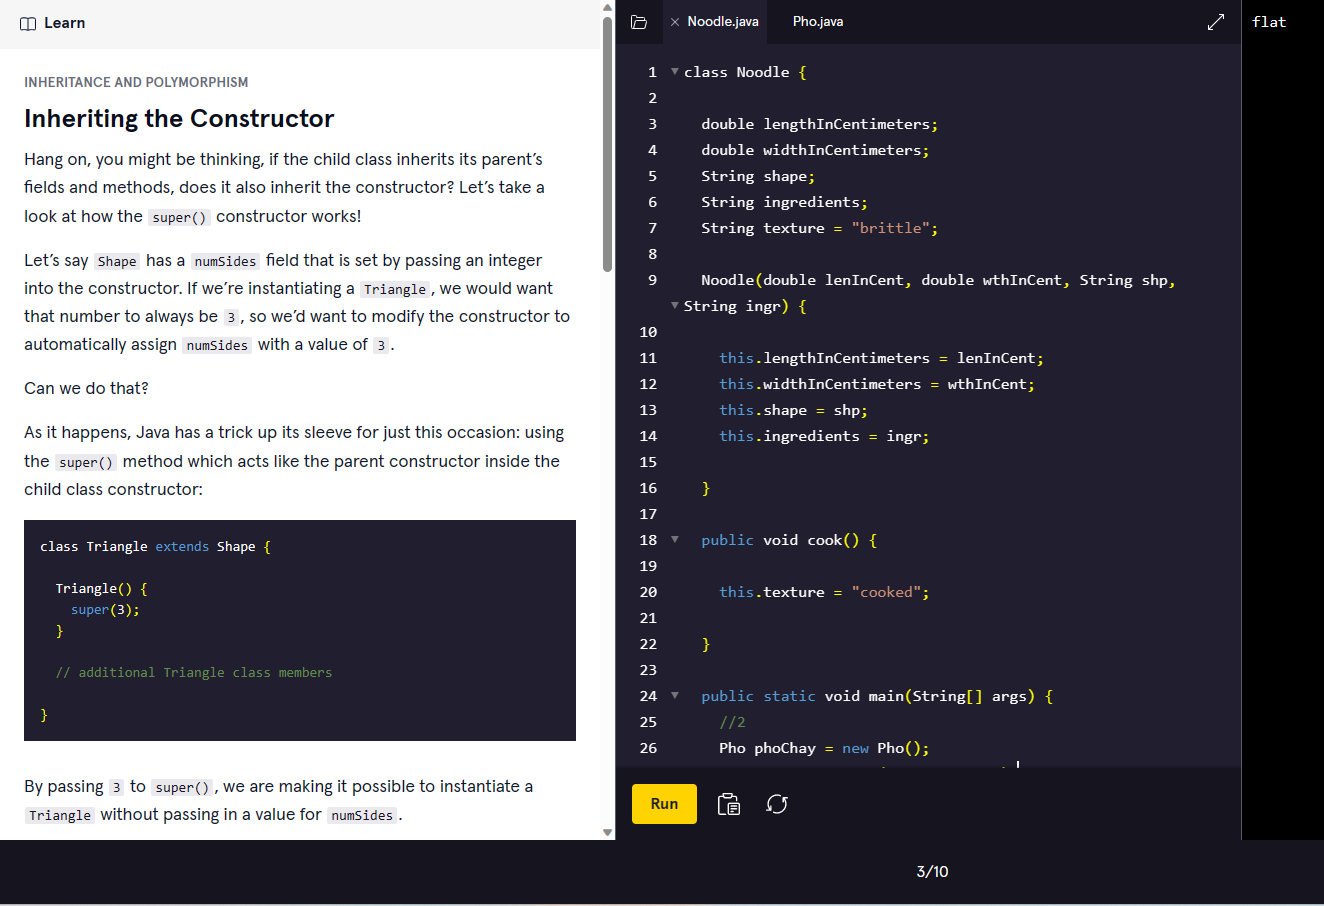 Learn
INHERITANCE AND POLYMORPHISM
Inheriting the Constructor
Hang on, you might be thinking, if the child class inherits its parent’s
fields and methods, does it also inherit the constructor? Let’s take a
look at how the super() constructor works!
Let’s say Shape has a numSides field that is set by passing an integer
into the constructor. If we’re instantiating a Triangle, we would want
that number to always be 3, so we’d want to modify the constructor to
automatically assign numSides with a value of 3.
Can we do that?
As it happens, Java has a trick up its sleeve for just this occasion: using
the super() method which acts like the parent constructor inside the
child class constructor:
class Triangle extends Shape {
Triangle() {
super(3);
}
// additional Triangle class members
}
By passing 3 to super(), we are making it possible to instantiate a
Triangle without passing in a value for numSides.
Noodle.java
Pho.java
1 class Noodle {
2
3 double lengthInCentimeters;
4 double widthInCentimeters;
5 String shape;
6 String ingredients;
7 String texture = "brittle";
8
9 Noodle(double lenInCent, double wthInCent, String shp,
String ingr) {
10
11 this.lengthInCentimeters = lenInCent;
12 this.widthInCentimeters = wthInCent;
13 this.shape = shp;
14 this.ingredients = ingr;
15
16 }
17
18 public void cook() {
19
20 this.texture = "cooked";
21
22 }
23
24 public static void main(String[] args) {
25 //2
26 Pho phoChay = new Pho();
Run
flat
3/10